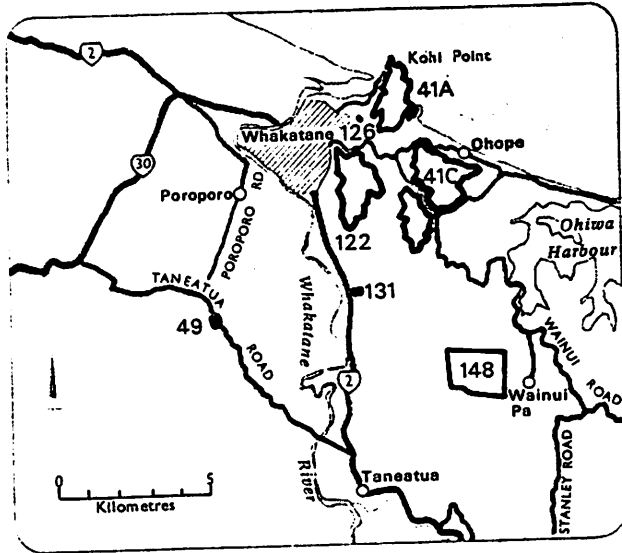 2
Kohi Point
41A
Whakatane
126
Ohope
30
41C
Poroporo
POROPORO RD
122
Ohiwa
Harbour
TANEATUA
ROAD
Whakatane
River
131
49
WAINUI
ROAD
2
148
Wainui
Pa
STANLEY ROAD
0 5
Kilometres
Taneatua